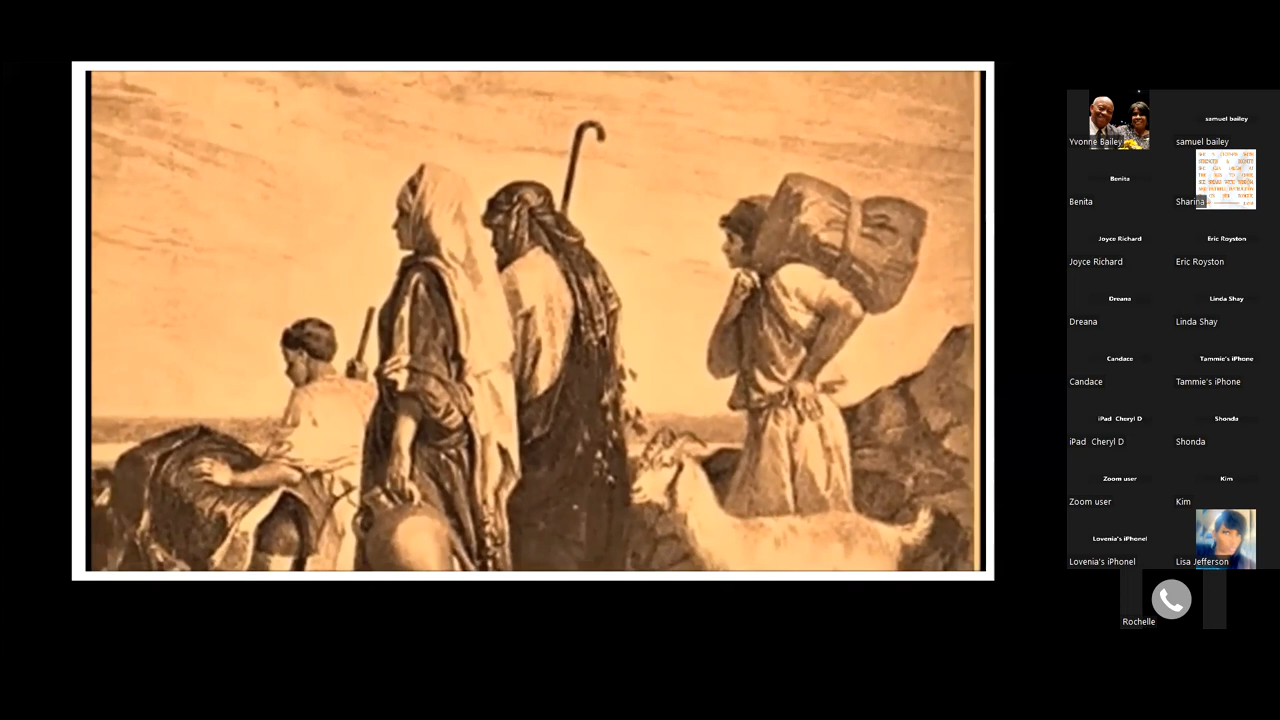 Yvonne Bailey
samuel bailey
samuel bailey
Benita
Benita
Sharina
Joyce Richard
Joyce Richard
Eric Royston
Eric Royston
Dreana
Dreana
Linda Shay
Linda Shay
Candace
Candace
Tammie's iPhone
Tammie's iPhone
iPad Cheryl D
iPad Cheryl D
Shonda
Shonda
Zoom user
Zoom user
Kim
Kim
Lovenia's iPhonel
Lovenia's iPhonel
Lisa Jefferson
Rochelle